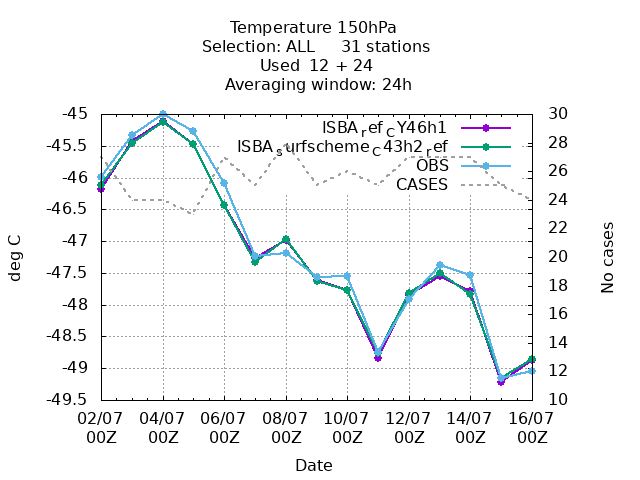 Temperature 150hPa
Selection: ALL 31 stations
Used 12 + 24
Averaging window: 24h
-45
-45.5
-46
-46.5
-47
-47.5
-48
-48.5
-49
-49.5
deg C
30
28
26
24
22
20
18
16
14
12
10
No cases
ISBA_ref_CY46h1
ISBA_surfscheme_C43h2_ref
OBS
CASES
02/07 04/07 06/07 08/07 10/07 12/07 14/07 16/07
00Z 00Z 00Z 00Z 00Z 00Z 00Z 00Z
Date